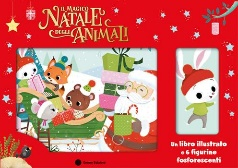 IL MAGICO
NATALE
DEGLI
ANIMALI
Un libro illustrato
e 6 figurine
fosforescenti